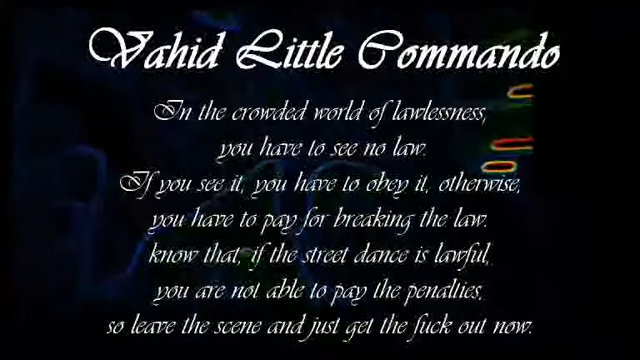 Vahid Little Commando
In the crowded world of lawlessness,
you have to see no law.
If you see it, you have to obey it, otherwise,
you have to pay for breaking the law.
know that, if the street dance is lawful,
you are not able to pay the penalties,
so leave the scene and just get the fuck out now.